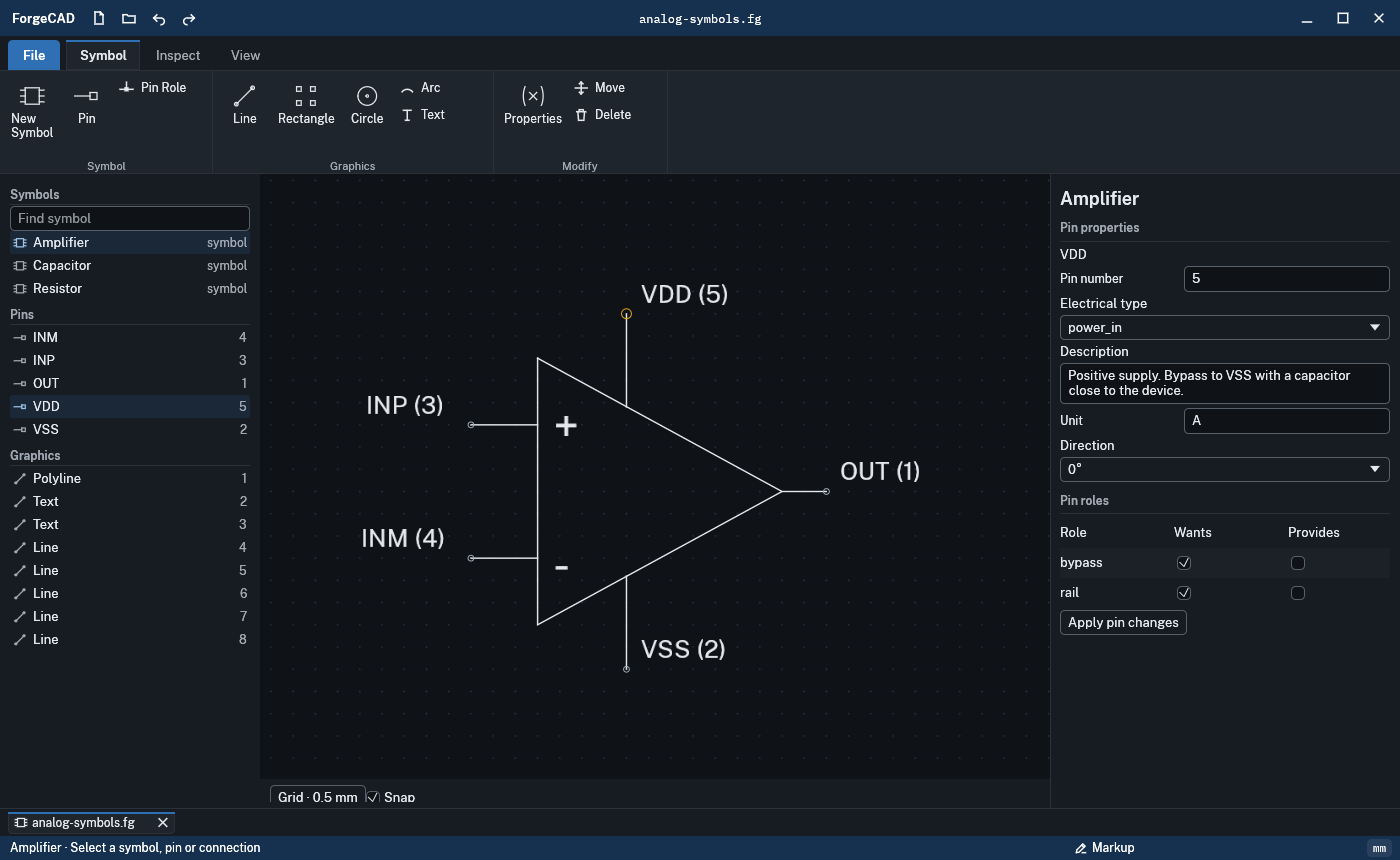 ForgeCAD
analog-symbols.fg
File
Symbol
Inspect
View
New
Symbol
Pin
Pin Role
Symbol
Line
Rectangle
Circle
Arc
Text
Graphics
(×)
Properties
Move
Delete
Modify
Symbols
Find symbol
Amplifier symbol
Capacitor symbol
Resistor symbol
Pins
INM 4
INP 3
OUT 1
VDD 5
VSS 2
Graphics
Polyline 1
Text 2
Text 3
Line 4
Line 5
Line 6
Line 7
Line 8
VDD (5)
INP (3)
+
OUT (1)
INM (4)
-
VSS (2)
Grid · 0.5 mm
Snap
Amplifier
Pin properties
VDD
Pin number 5
Electrical type
power_in
Description
Positive supply. Bypass to VSS with a capacitor
close to the device.
Unit A
Direction
0°
Pin roles
Role Wants Provides
bypass
rail
Apply pin changes
analog-symbols.fg
Amplifier · Select a symbol, pin or connection
Markup
mm